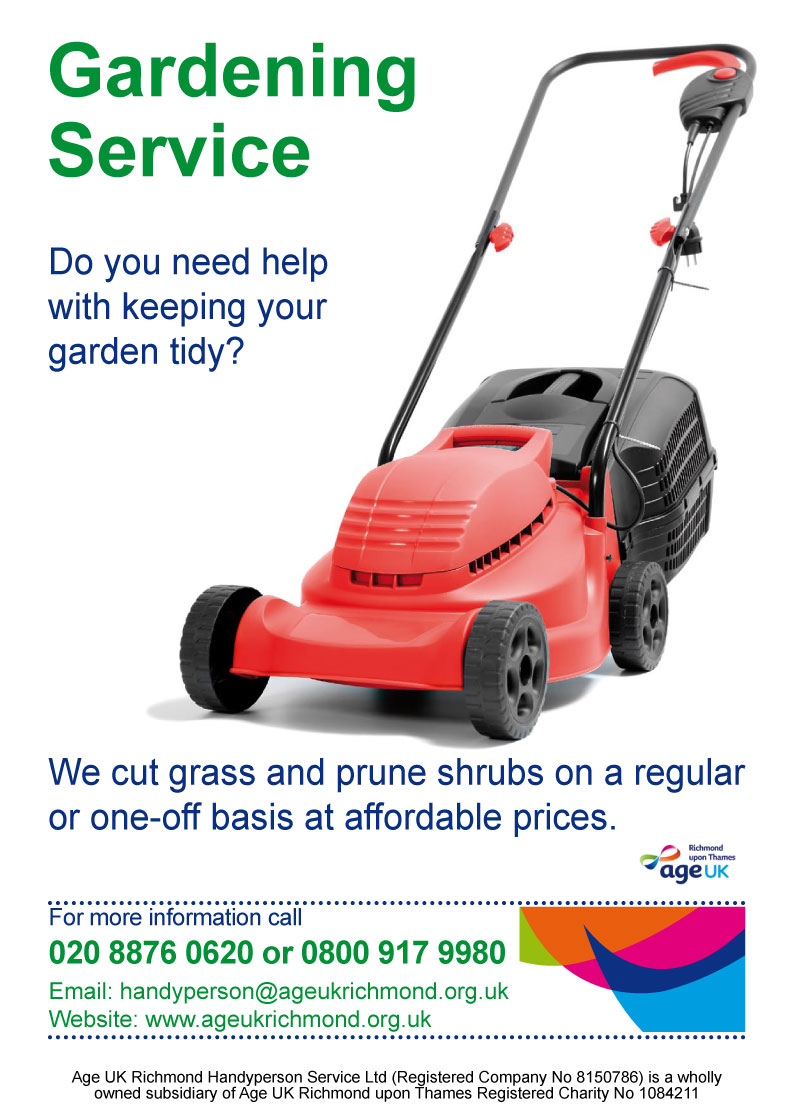 Gardening
Service
Do you need help
with keeping your
garden tidy?
We cut grass and prune shrubs on a regular
or one-off basis at affordable prices.
Richmond
upon Thames
age UK
For more information call
020 8876 0620 or 0800 917 9980
Email: handyperson@ageukrichmond.org.uk
Website: www.ageukrichmond.org.uk
Age UK Richmond Handyperson Service Ltd (Registered Company No 8150786) is a wholly
owned subsidiary of Age UK Richmond upon Thames Registered Charity No 1084211